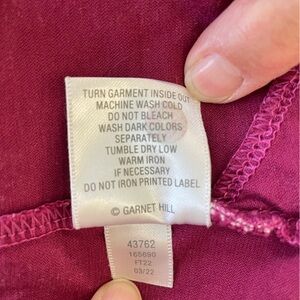 TURN GARMENT INSIDE OUT
MACHINE WASH COLD
DO NOT BLEACH
WASH DARK COLORS
SEPARATELY
TUMBLE DRY LOW
WARM IRON
IF NECESSARY
DO NOT IRON PRINTED LABEL
© GARNET HILL
43762
165690
FT22
03/22